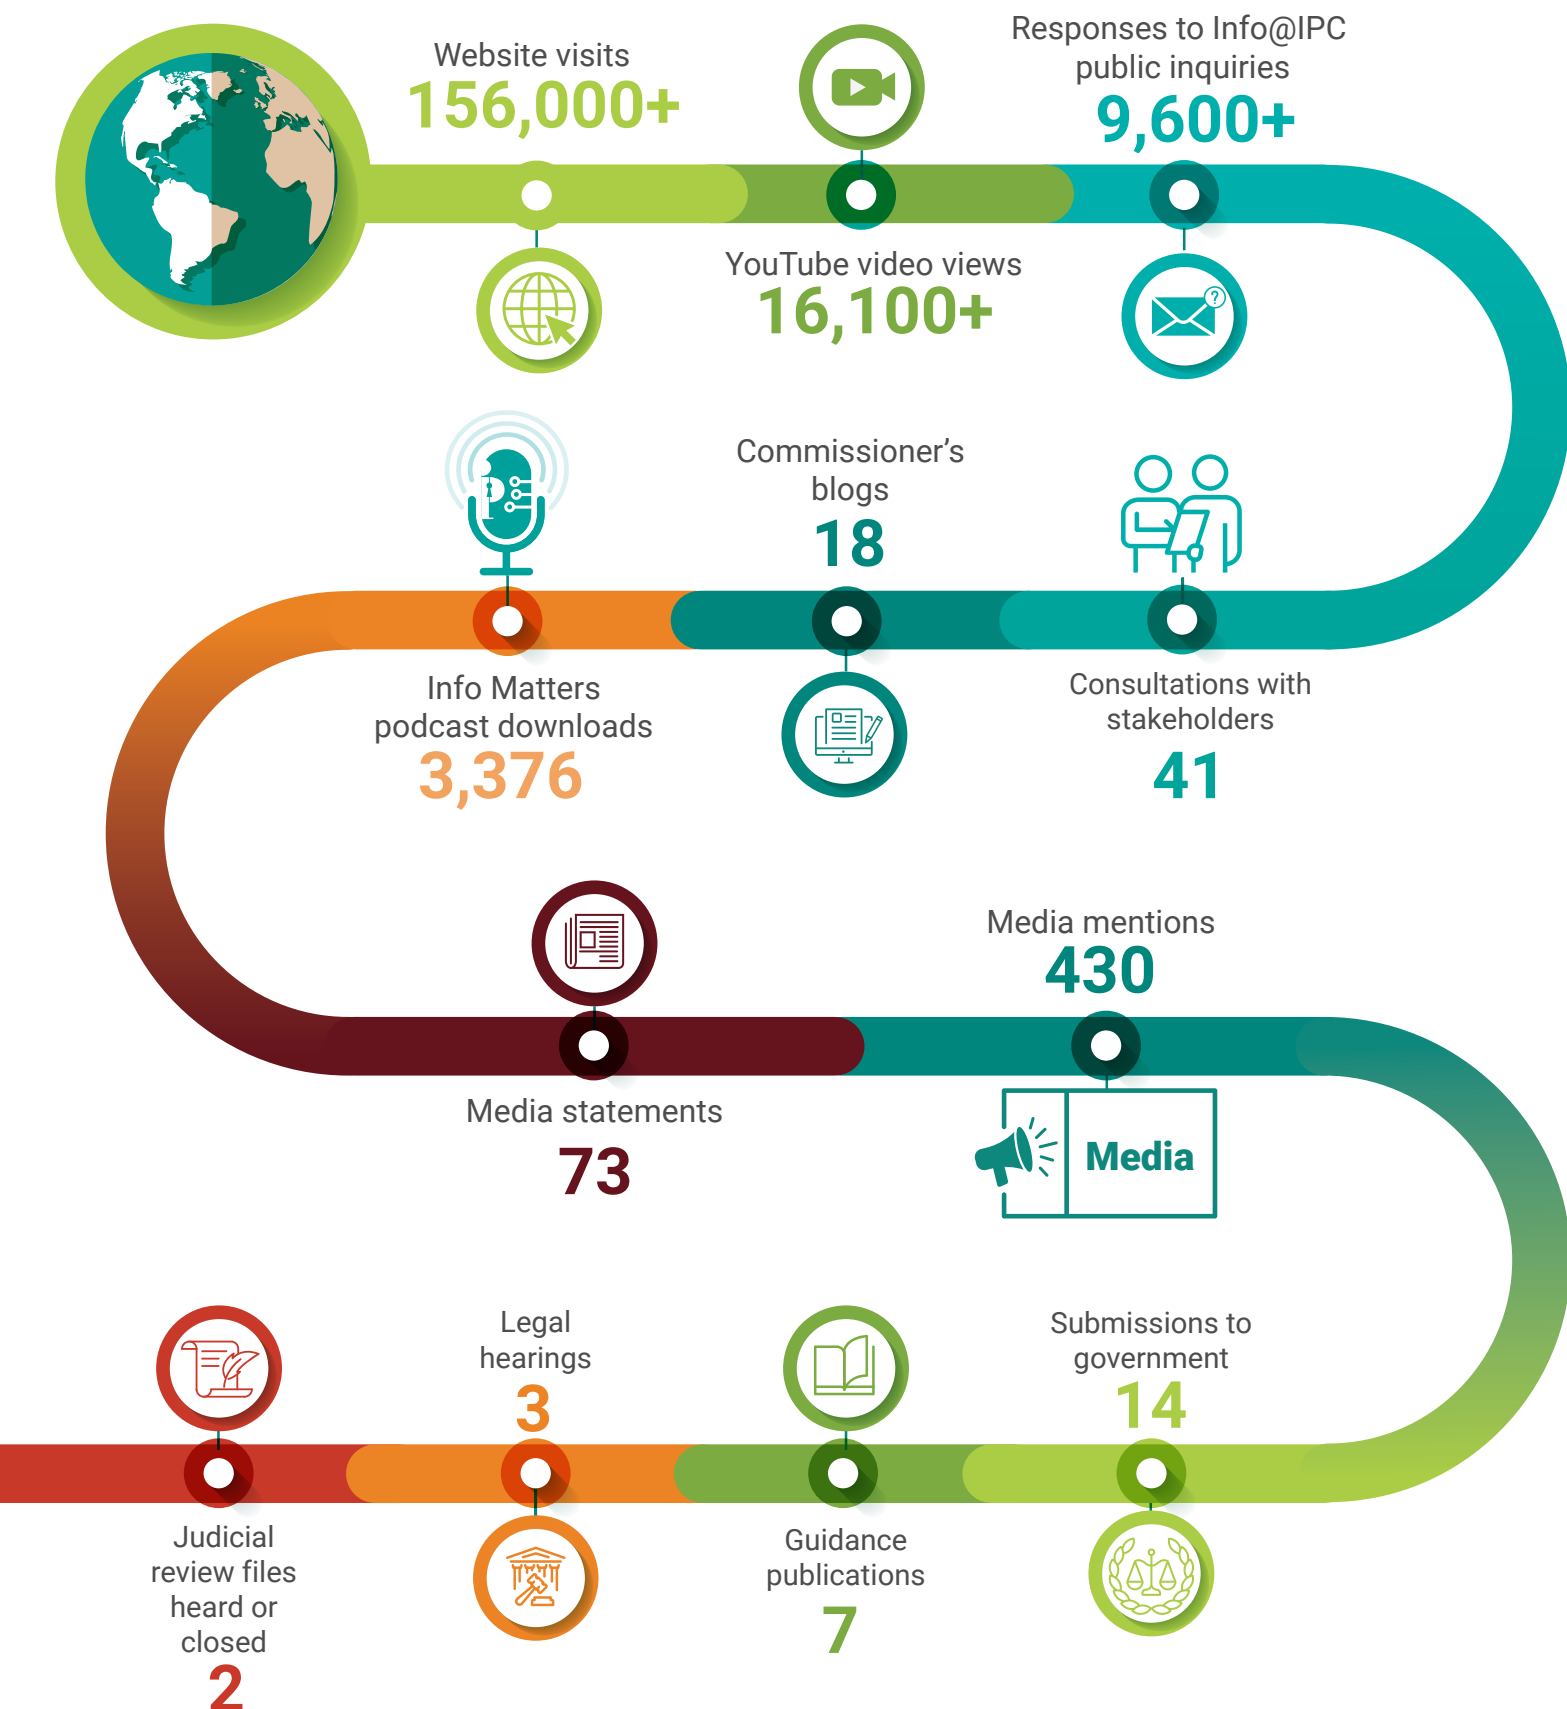 Website visits
156,000+
YouTube video views
16,100+
Responses to Info@IPC
public inquiries
9,600+
?
Consultations with
stakeholders
41
Commissioner’s
blogs
18
Info Matters
podcast downloads
3,376
Media statements
73
Media mentions
430
Media
Submissions to
government
14
Guidance
publications
7
Legal
hearings
3
Judicial
review files
heard or
closed
2